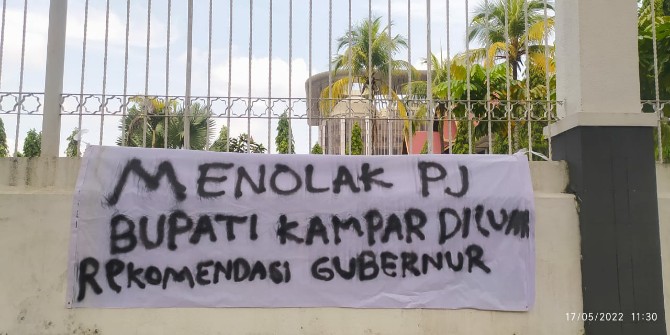 MENOLAK PJ
BUPATI KAMPAR DILUAR
REKOMENDASI GUBERNUR
17/05/2022 11:30